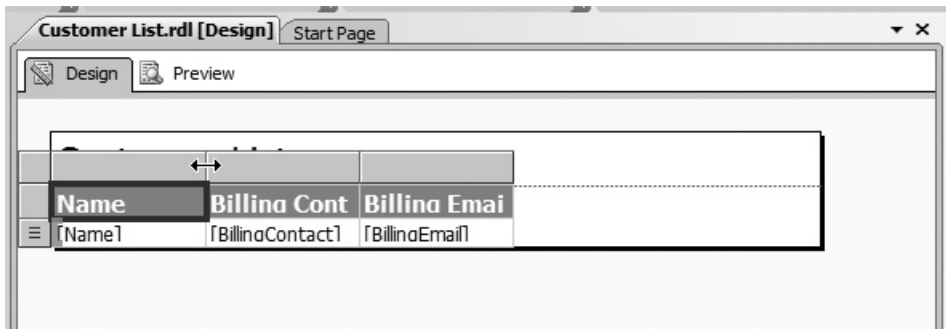 Customer List.rdl [Design] Start Page
Design Preview
Name Billing Cont Billing Emai
[Name] [BillingContact] [BillingEmail]